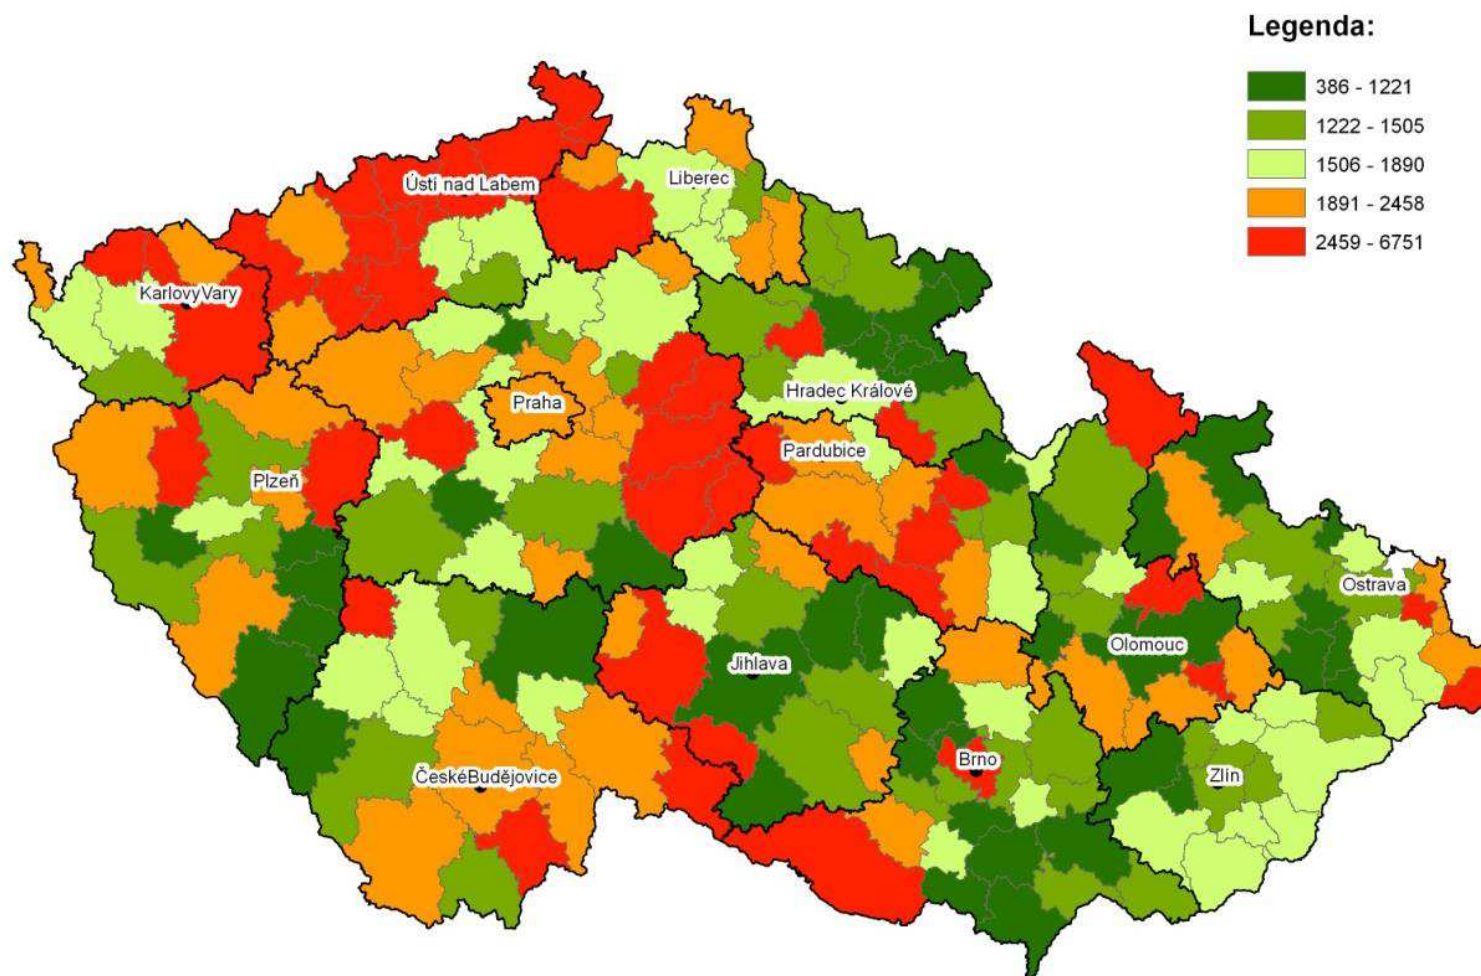 Legenda:
386 - 1221
1222 - 1505
1506 - 1890
1891 - 2458
2459 - 6751
Ústí nad Labem
Liberec
KarlovyVary
Praha
Hradec Králové
Pardubice
Plzeň
Ostrava
Olomouc
Jihlava
ČeskéBudějovice
Brno
Zlín